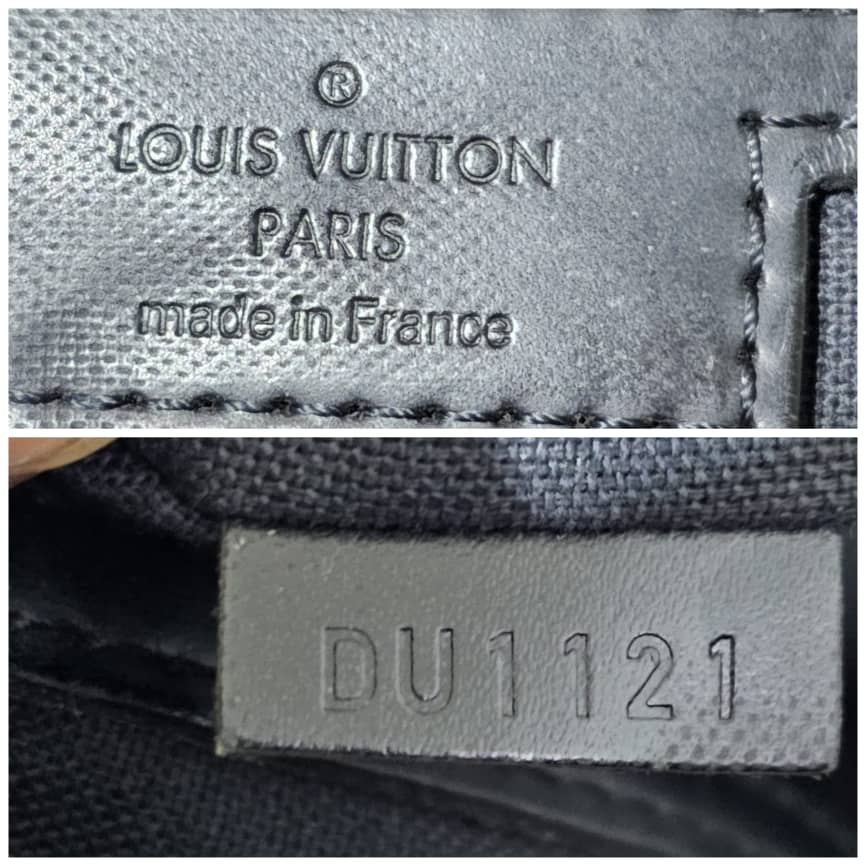 ®
LOUIS VUITTON
PARIS
made in France
DU1121